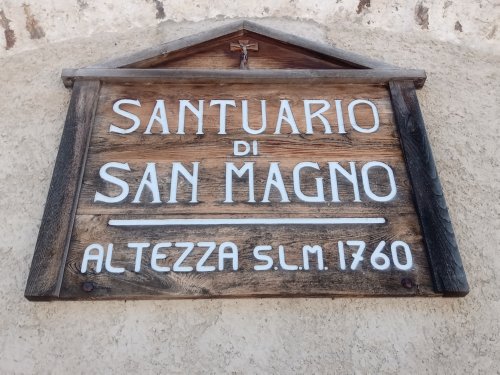 SANTUARIO
DI
SAN MAGNO
ALTEZZA S.L.M. 1760